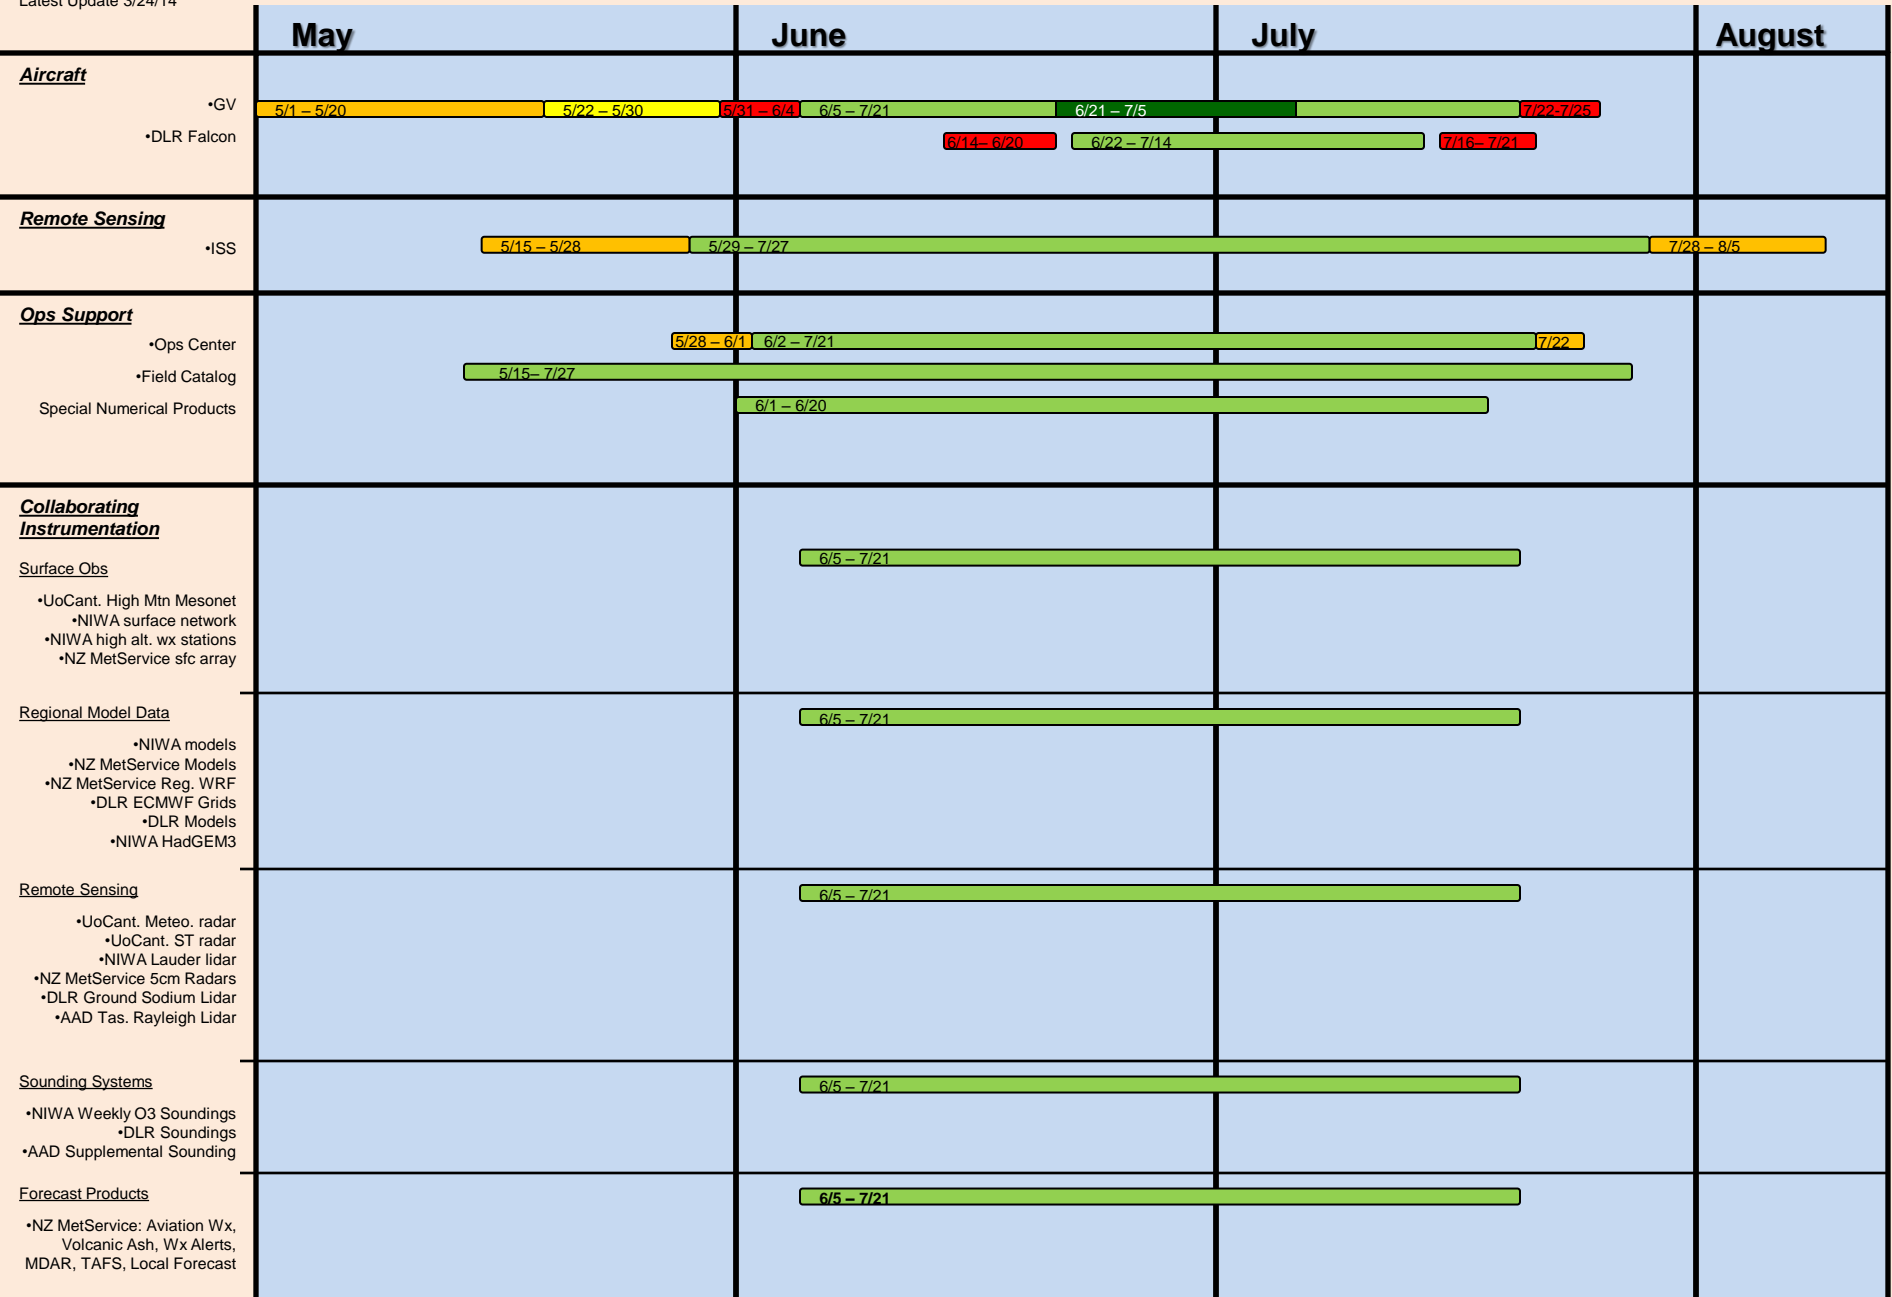 Latest Update 3/24/14
May June July August
Aircraft
•GV 5/1 – 5/20 5/22 – 5/30 5/31 – 6/4 6/5 – 7/21 6/21 – 7/5 7/22-7/25
•DLR Falcon 6/14– 6/20 6/22 – 7/14 7/16– 7/21
Remote Sensing
•ISS 5/15 – 5/28 5/29 – 7/27 7/28 – 8/5
Ops Support
•Ops Center 5/28 – 6/1 6/2 – 7/21 7/22
•Field Catalog 5/15– 7/27
Special Numerical Products 6/1 – 6/20
Collaborating
Instrumentation
6/5 – 7/21
Surface Obs
•UoCant. High Mtn Mesonet
•NIWA surface network
•NIWA high alt. wx stations
•NZ MetService sfc array
Regional Model Data 6/5 – 7/21
•NIWA models
•NZ MetService Models
•NZ MetService Reg. WRF
•DLR ECMWF Grids
•DLR Models
•NIWA HadGEM3
Remote Sensing 6/5 – 7/21
•UoCant. Meteo. radar
•UoCant. ST radar
•NIWA Lauder lidar
•NZ MetService 5cm Radars
•DLR Ground Sodium Lidar
•AAD Tas. Rayleigh Lidar
Sounding Systems 6/5 – 7/21
•NIWA Weekly O3 Soundings
•DLR Soundings
•AAD Supplemental Sounding
Forecast Products 6/5 – 7/21
•NZ MetService: Aviation Wx,
Volcanic Ash, Wx Alerts,
MDAR, TAFS, Local Forecast